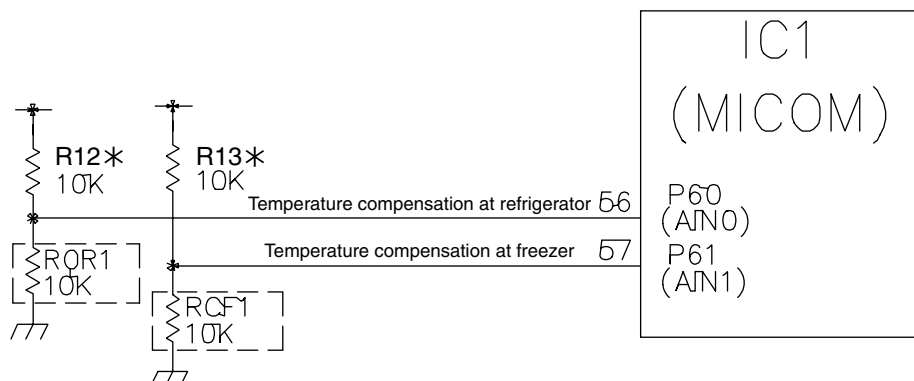 IC1
(MICOM)
R12*
10K
R13*
10K
Temperature compensation at refrigerator 56
P60
(AIN0)
Temperature compensation at freezer 57
P61
(AIN1)
RCR1
10K
RCF1
10K